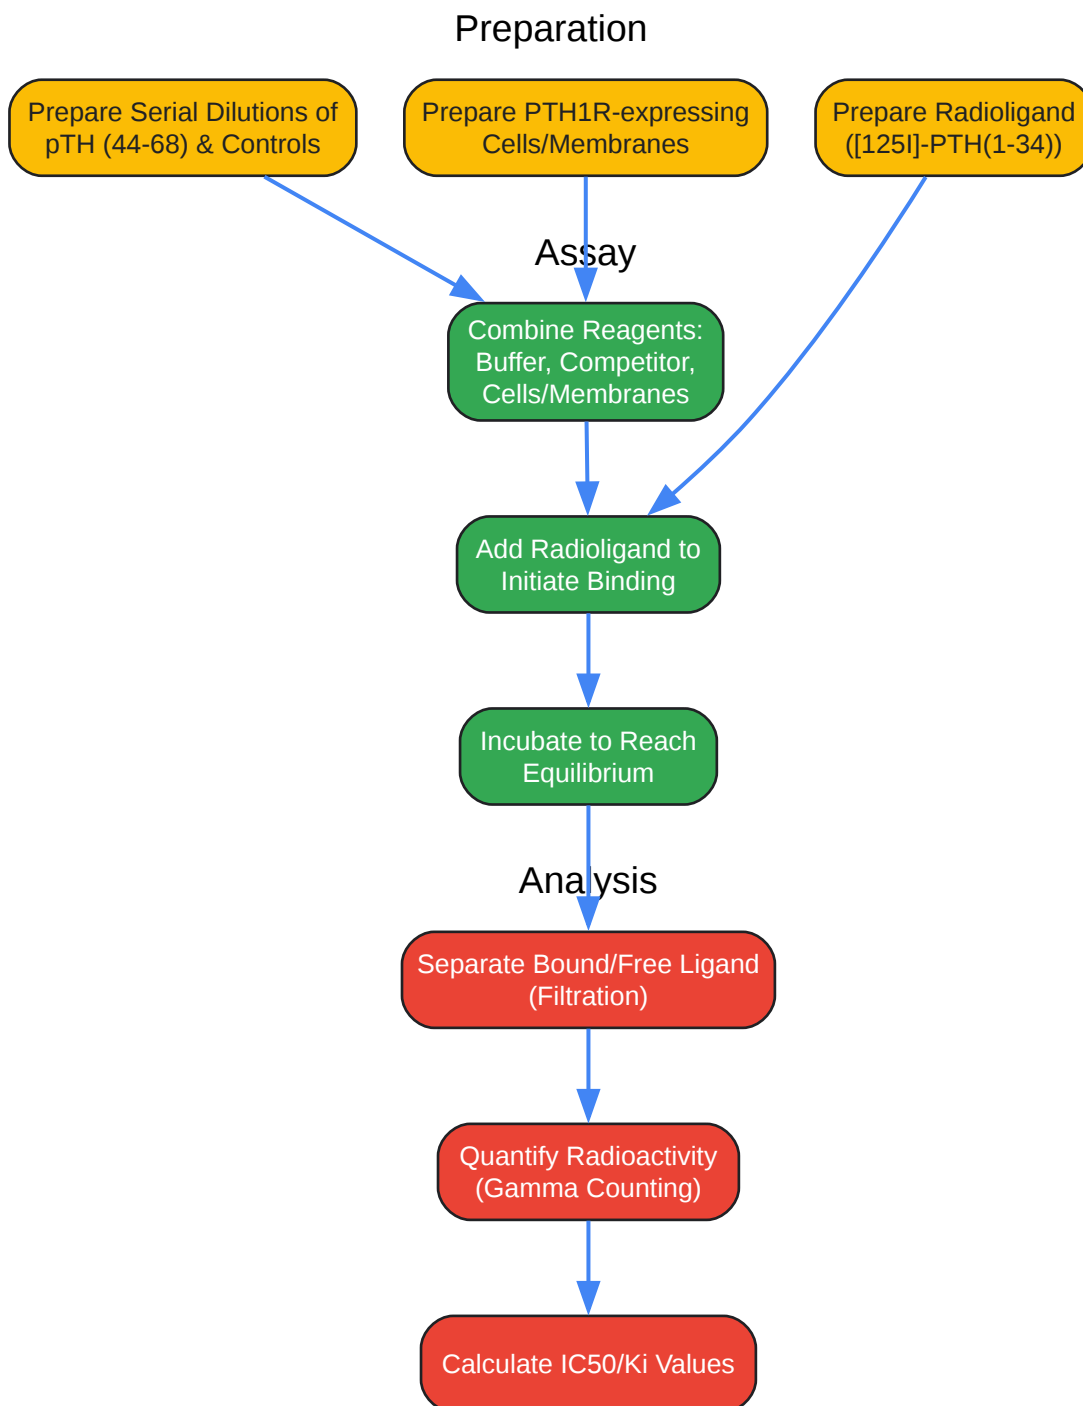 Preparation
Prepare Serial Dilutions of
pTH (44-68) & Controls
Prepare PTH1R-expressing
Cells/Membranes
Prepare Radioligand
([125I]-PTH(1-34))
Assay
Combine Reagents:
Buffer, Competitor,
Cells/Membranes
Add Radioligand to
Initiate Binding
Incubate to Reach
Equilibrium
Analysis
Separate Bound/Free Ligand
(Filtration)
Quantify Radioactivity
(Gamma Counting)
Calculate IC50/Ki Values